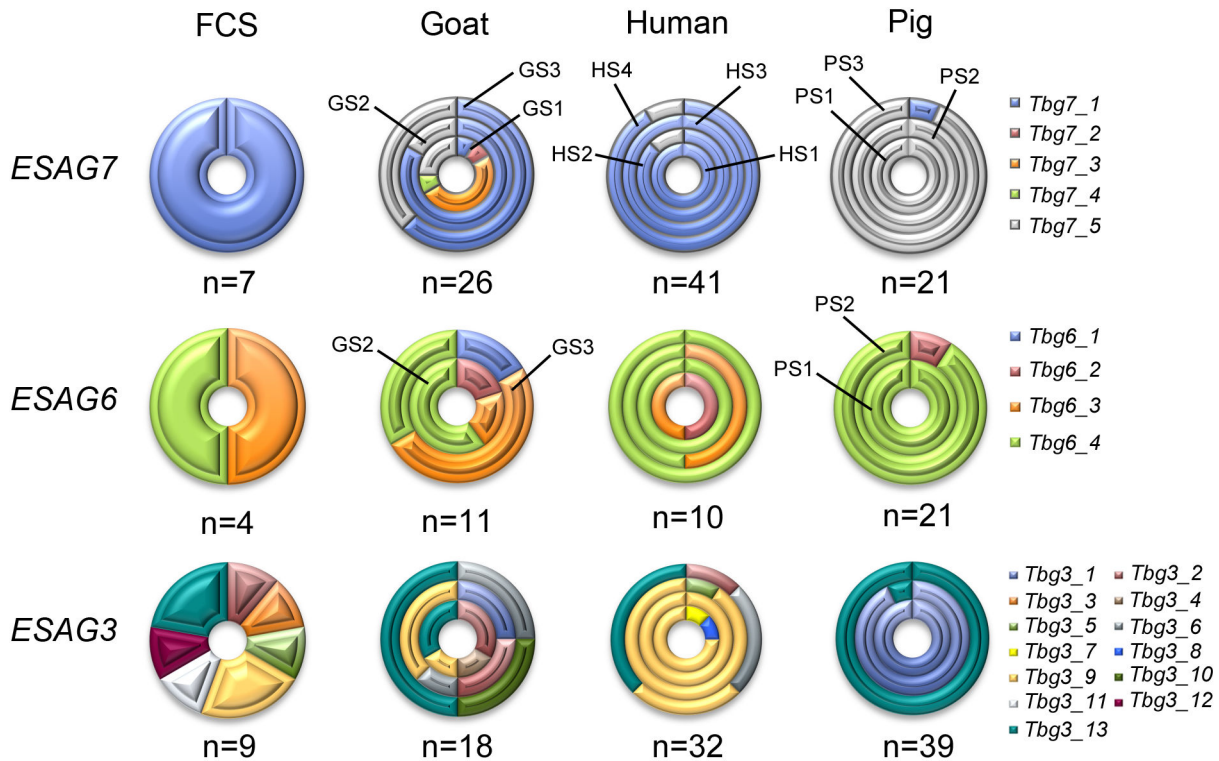 FCS Goat Human Pig
GS3
GS2
GS1
HS4
HS3
HS2
HS1
PS3
PS2
PS1
ESAG7
Tbg7_1
Tbg7_2
Tbg7_3
Tbg7_4
Tbg7_5
n=7 n=26 n=41 n=21
GS2
GS3
PS2
PS1
ESAG6
Tbg6_1
Tbg6_2
Tbg6_3
Tbg6_4
n=4 n=11 n=10 n=21
ESAG3
Tbg3_1 Tbg3_2
Tbg3_3 Tbg3_4
Tbg3_5 Tbg3_6
Tbg3_7 Tbg3_8
Tbg3_9 Tbg3_10
Tbg3_11 Tbg3_12
Tbg3_13
n=9 n=18 n=32 n=39